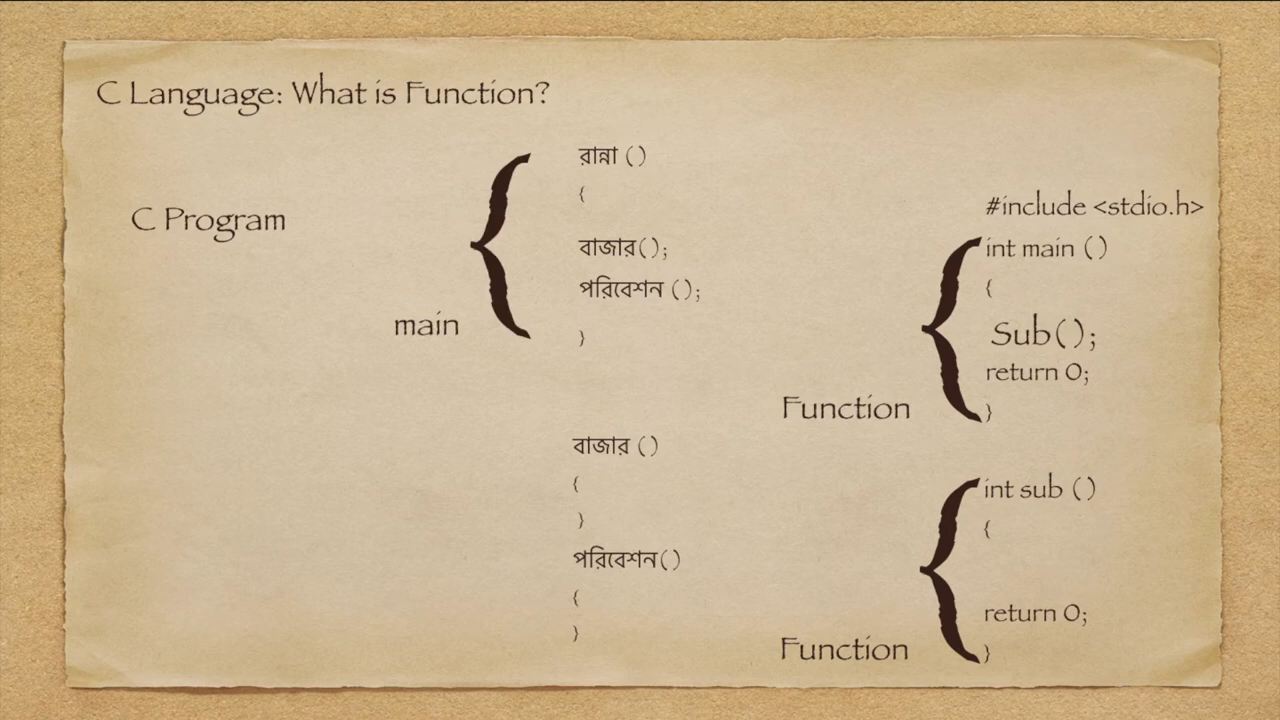 C Language: What is Function?
C Program
main
রান্না ()
{
বাজার();
পরিবেশন ();
}
বাজার ()
{
}
পরিবেশন()
{
}
#include <stdio.h>
int main ()
{
Sub();
return 0;
}
Function
int sub ()
{
return 0;
}
Function